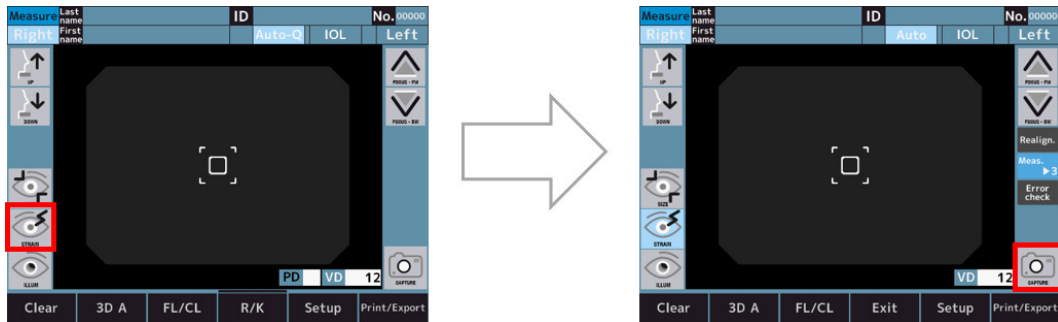 Measure Last name ID No. 00000
Right First name Auto-Q IOL Left
UP
FOCUS - FW
DOWN
FOCUS - BW
STRAIN
ILLUM
CAPTURE
PD VD 12
Clear 3D A FL/CL R/K Setup Print/Export
Measure Last name ID No. 00000
Right First name Auto IOL Left
UP
FOCUS - FW
DOWN
FOCUS - BW
Realign.
Meas. ▶3
Error check
SIZE
STRAIN
ILLUM
CAPTURE
VD 12
Clear 3D A FL/CL Exit Setup Print/Export